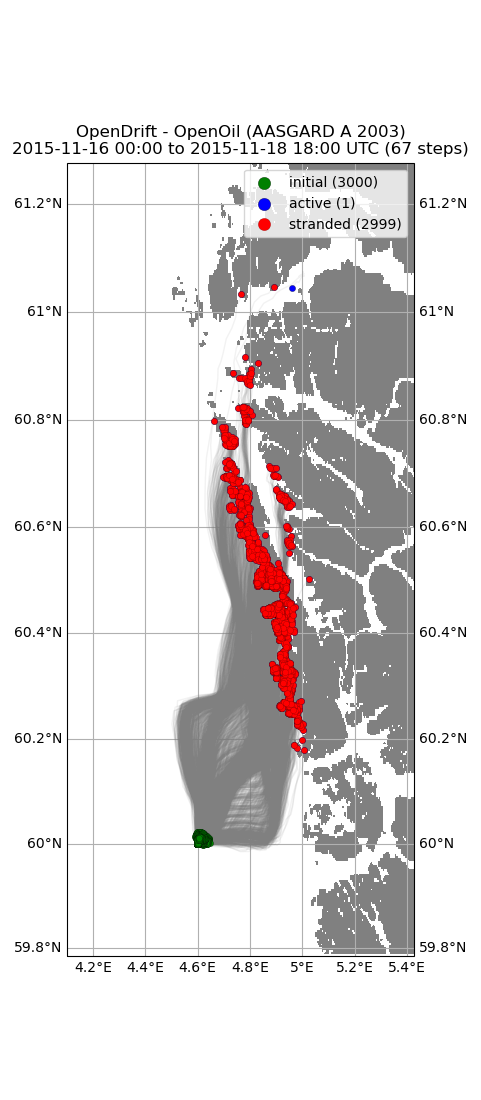 OpenDrift - OpenOil (AASGARD A 2003)
2015-11-16 00:00 to 2015-11-18 18:00 UTC (67 steps)
initial (3000)
active (1)
stranded (2999)
61.2°N 61.2°N
61°N 61°N
60.8°N 60.8°N
60.6°N 60.6°N
60.4°N 60.4°N
60.2°N 60.2°N
60°N 60°N
59.8°N 59.8°N
4.2°E 4.4°E 4.6°E 4.8°E 5°E 5.2°E 5.4°E